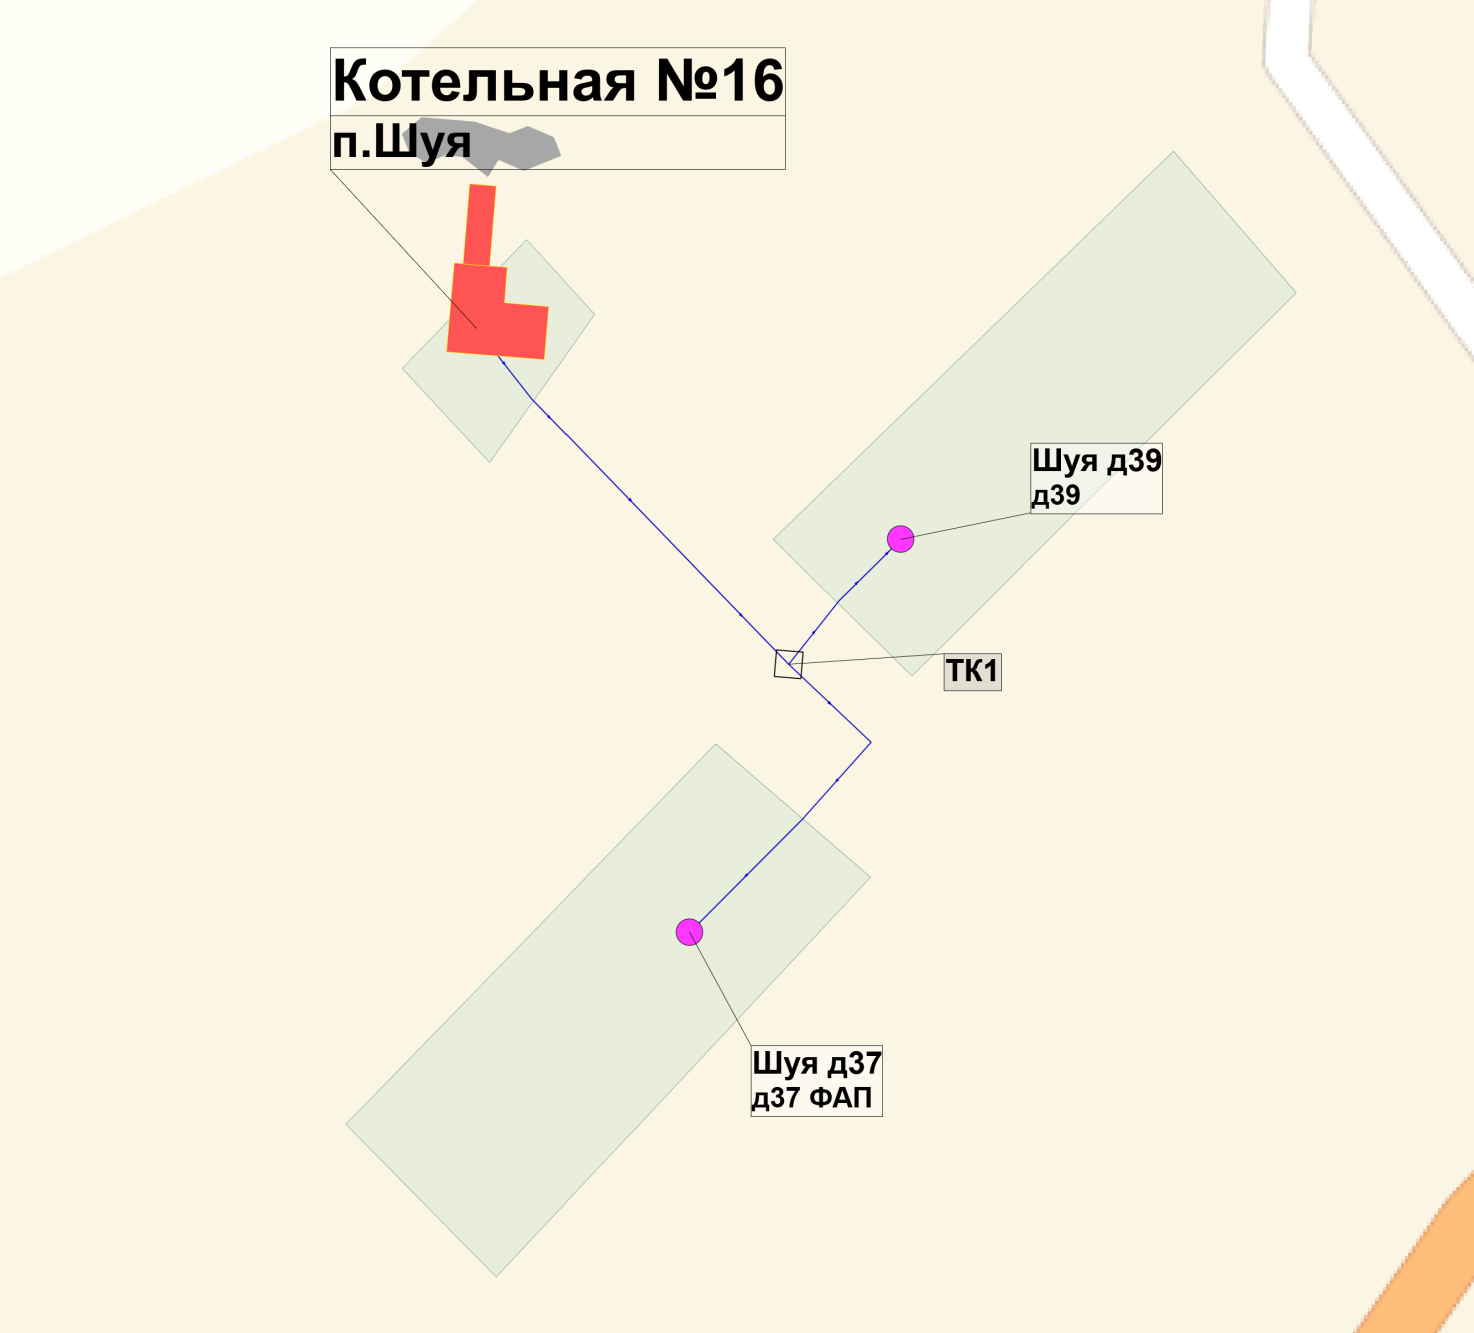 Котельная №16
п.Шуя
Шуя д39
д39
ТК1
Шуя д37
д37 ФАП